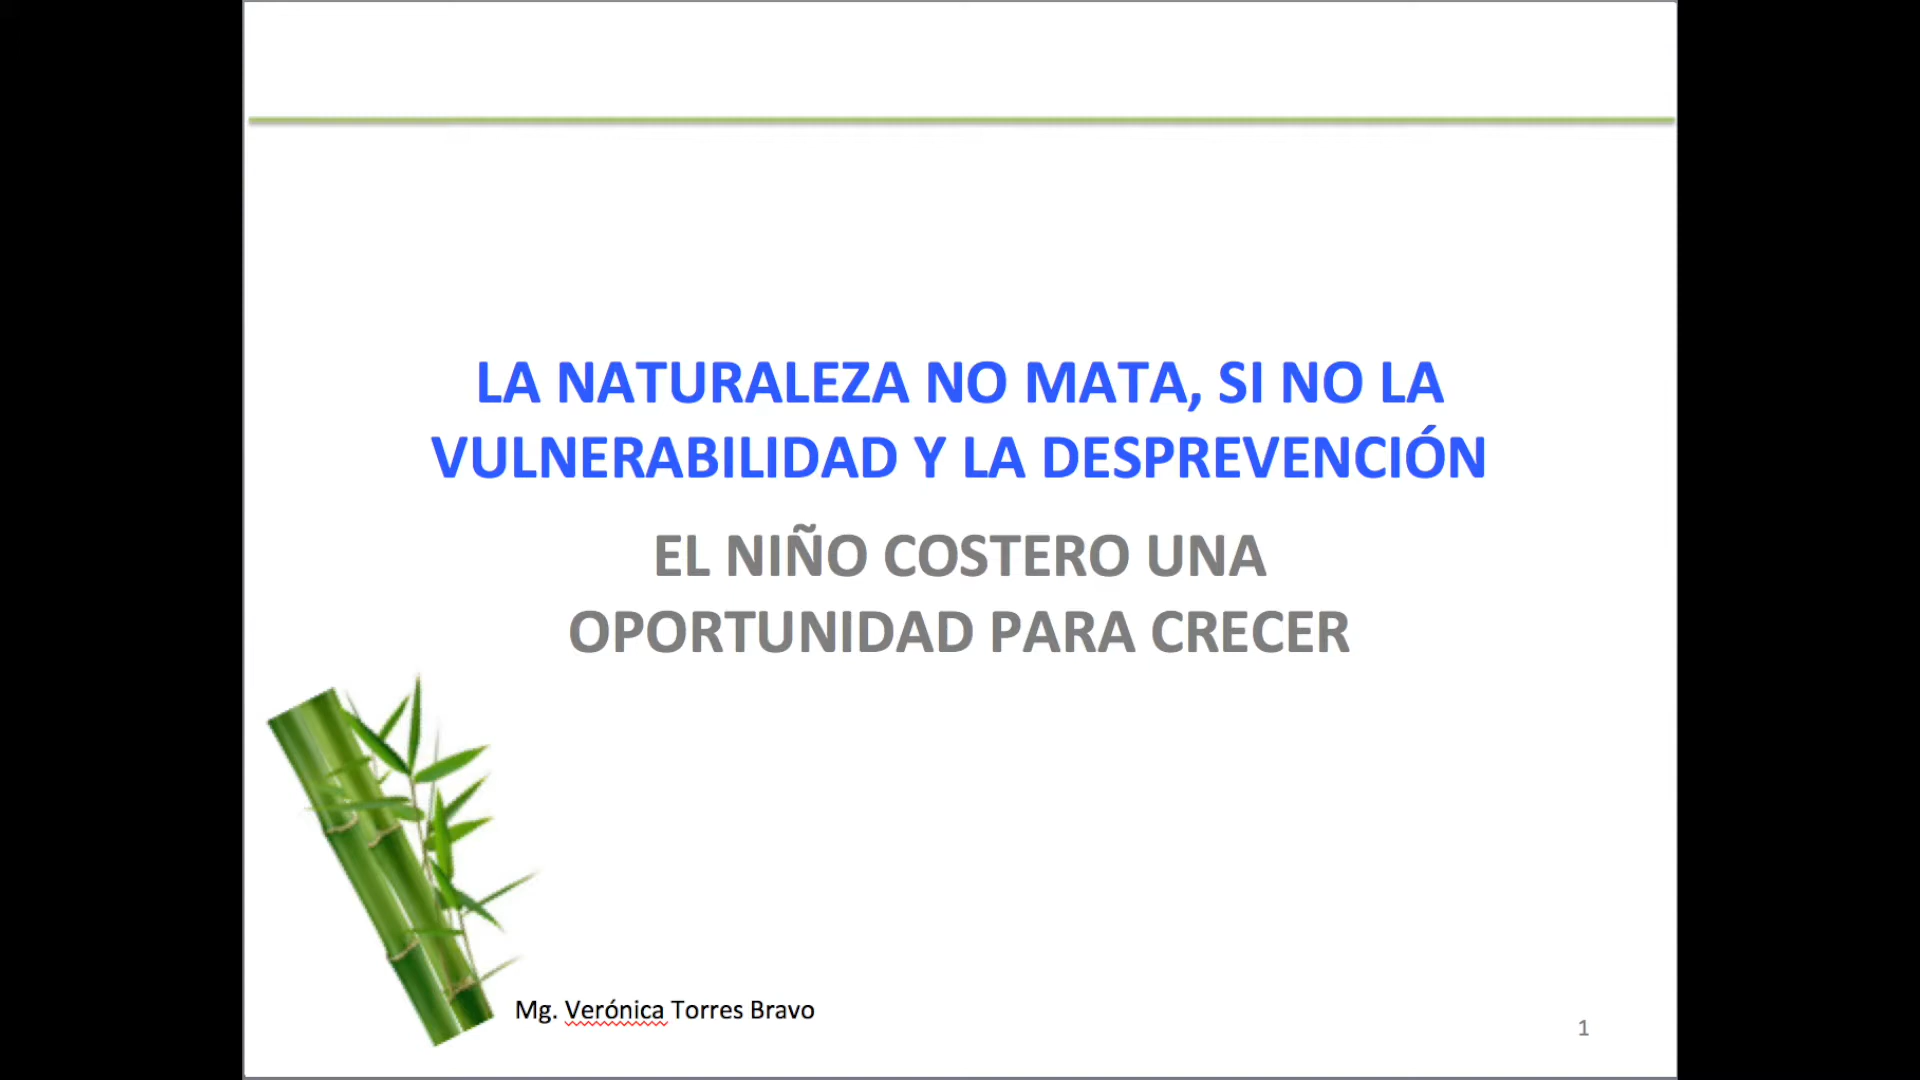 LA NATURALEZA NO MATA, SI NO LA
VULNERABILIDAD Y LA DESPREVENCIÓN
EL NIÑO COSTERO UNA
OPORTUNIDAD PARA CRECER
Mg. Verónica Torres Bravo
1